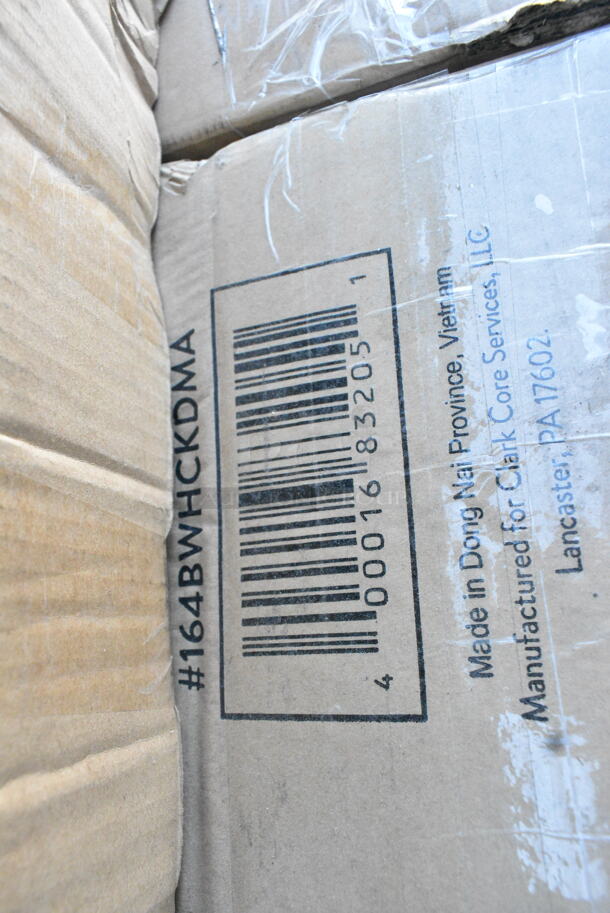 #164BWHCKDMA
4 00016 83205 1
Made in Dong Nai Province, Vietnam
Manufactured for Clark Core Services, LLC
Lancaster, PA 17602.